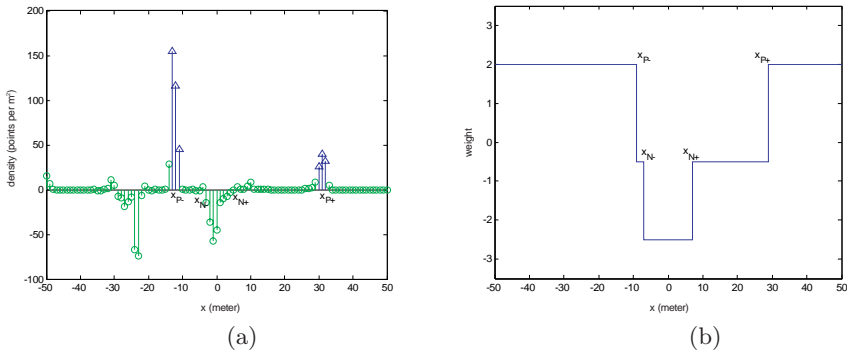 150
200
100
50
0
-50
-100
-50 -40 -30 -20 -10 0 10 20 30 40 50
x (meter)
density (points per m²)
x_P-
x_N-
x_N+
x_P+
(a)
3
2
1
0
-1
-2
-3
-50 -40 -30 -20 -10 0 10 20 30 40 50
x (meter)
weight
x_P-
x_P+
x_N-
x_N+
(b)